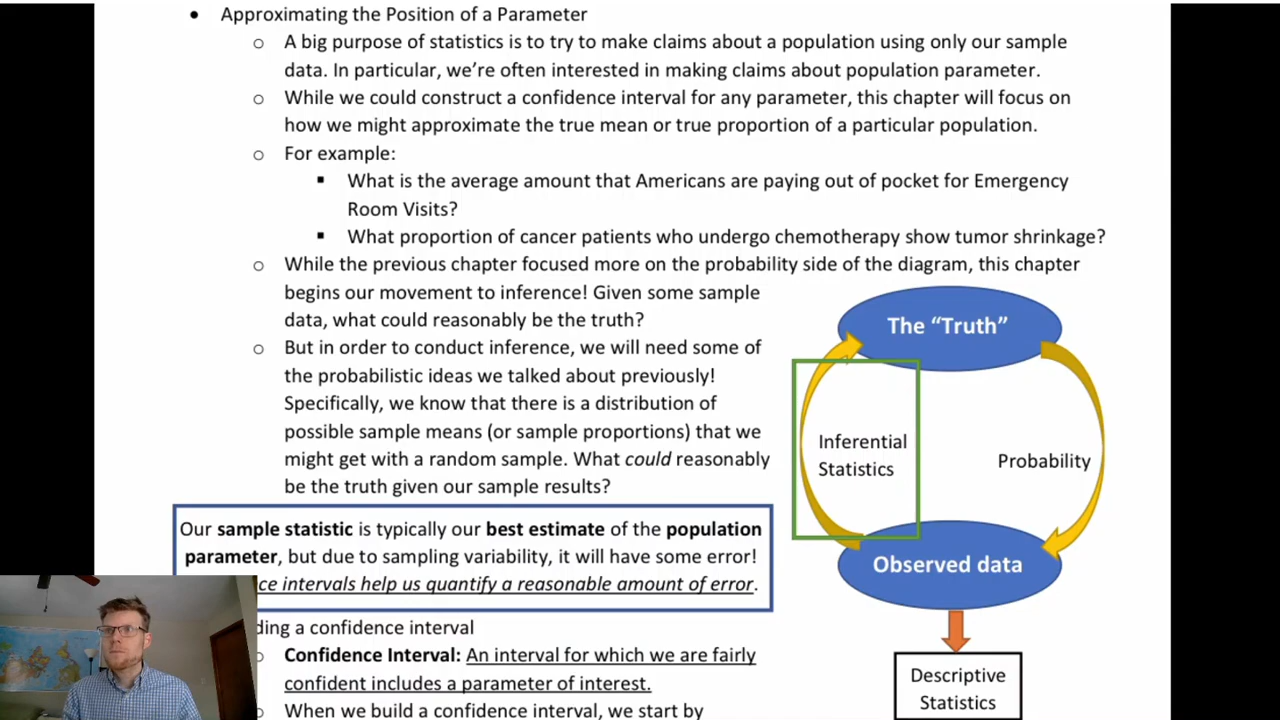 • Approximating the Position of a Parameter
o A big purpose of statistics is to try to make claims about a population using only our sample
data. In particular, we're often interested in making claims about population parameter.
o While we could construct a confidence interval for any parameter, this chapter will focus on
how we might approximate the true mean or true proportion of a particular population.
o For example:
▪ What is the average amount that Americans are paying out of pocket for Emergency
Room Visits?
▪ What proportion of cancer patients who undergo chemotherapy show tumor shrinkage?
o While the previous chapter focused more on the probability side of the diagram, this chapter
begins our movement to inference! Given some sample
data, what could reasonably be the truth?
o But in order to conduct inference, we will need some of
the probabilistic ideas we talked about previously!
Specifically, we know that there is a distribution of
possible sample means (or sample proportions) that we
might get with a random sample. What could reasonably
be the truth given our sample results?
Our sample statistic is typically our best estimate of the population
parameter, but due to sampling variability, it will have some error!
ce intervals help us quantify a reasonable amount of error.
ding a confidence interval
o Confidence Interval: An interval for which we are fairly
confident includes a parameter of interest.
o When we build a confidence interval, we start by
The "Truth"
Inferential
Statistics
Probability
Observed data
Descriptive
Statistics